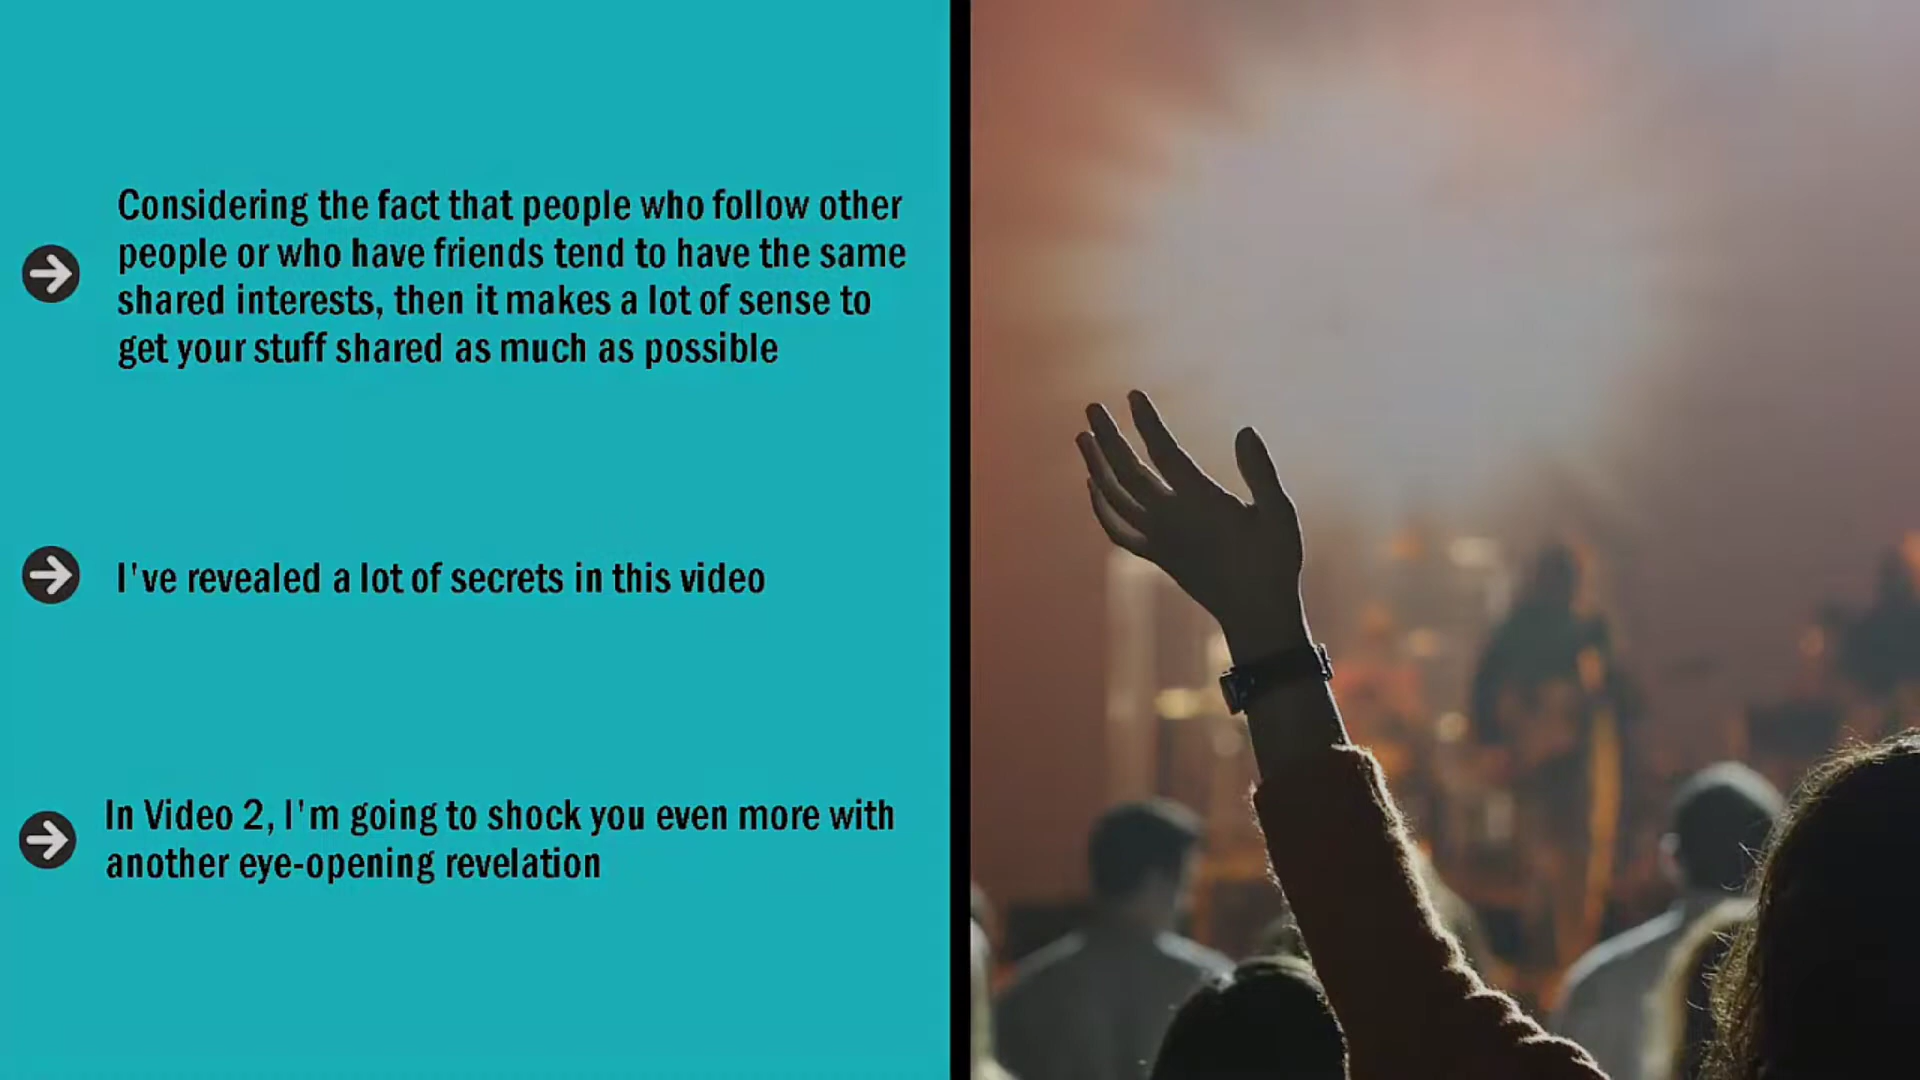 Considering the fact that people who follow other
people or who have friends tend to have the same
shared interests, then it makes a lot of sense to
get your stuff shared as much as possible
I've revealed a lot of secrets in this video
In Video 2, I'm going to shock you even more with
another eye-opening revelation